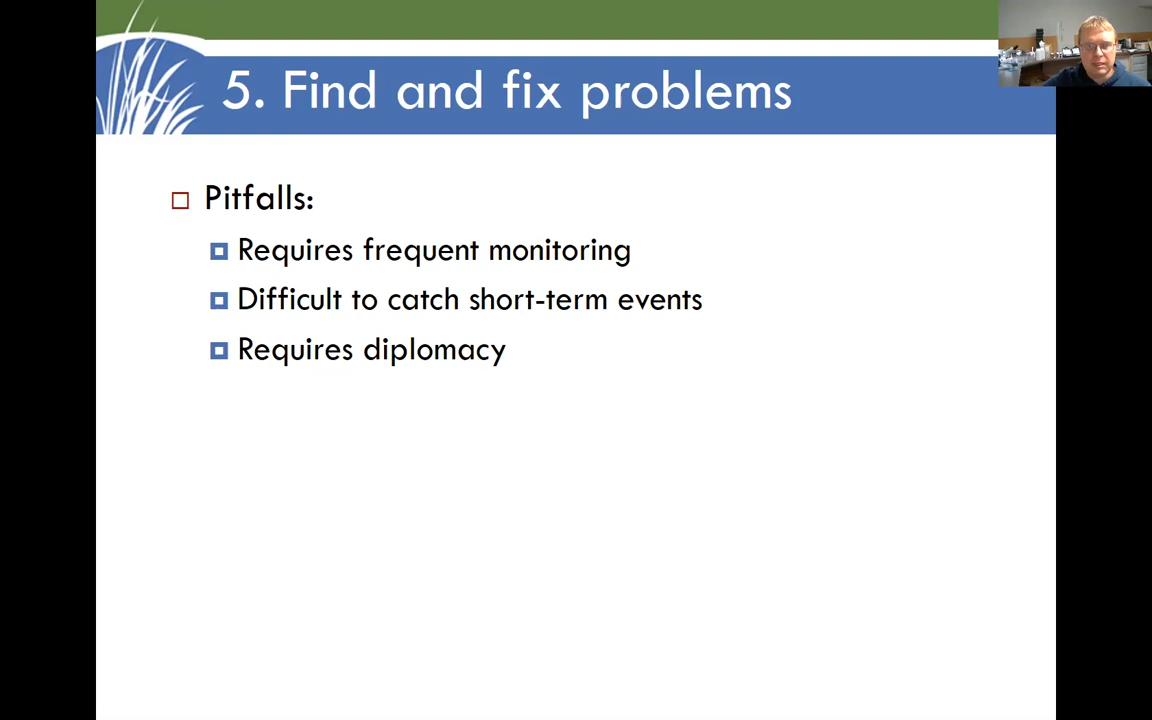 5. Find and fix problems
Pitfalls:
Requires frequent monitoring
Difficult to catch short-term events
Requires diplomacy